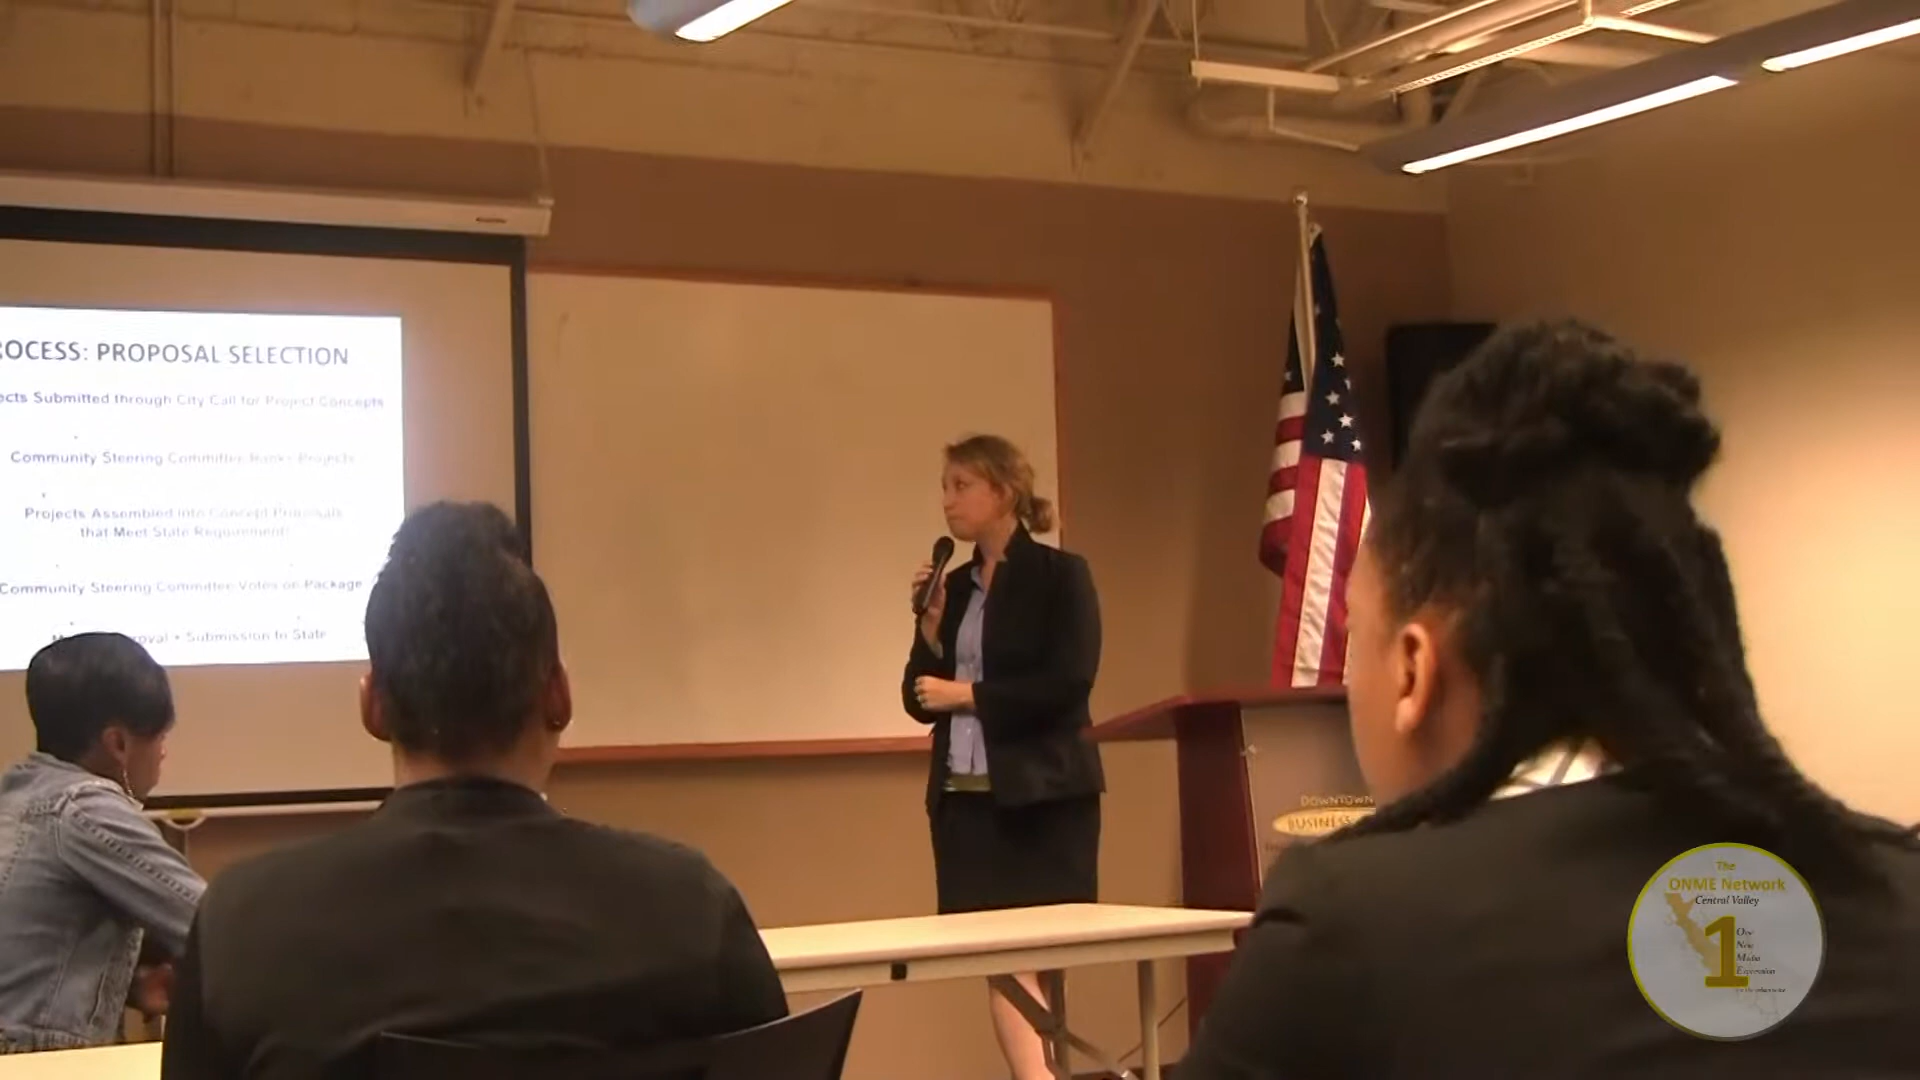 ROCESS: PROPOSAL SELECTION
ects Submitted through City Call for Project Concepts
Community Steering Committee Ranks Projects
Projects Assembled into Concept Proposals
that Meet State Requirements
Community Steering Committee Votes on Package
roval + Submission to State
DOWNTOWN
BUSINESS
The
ONME Network
Central Valley
1
One
New
Media
Expression